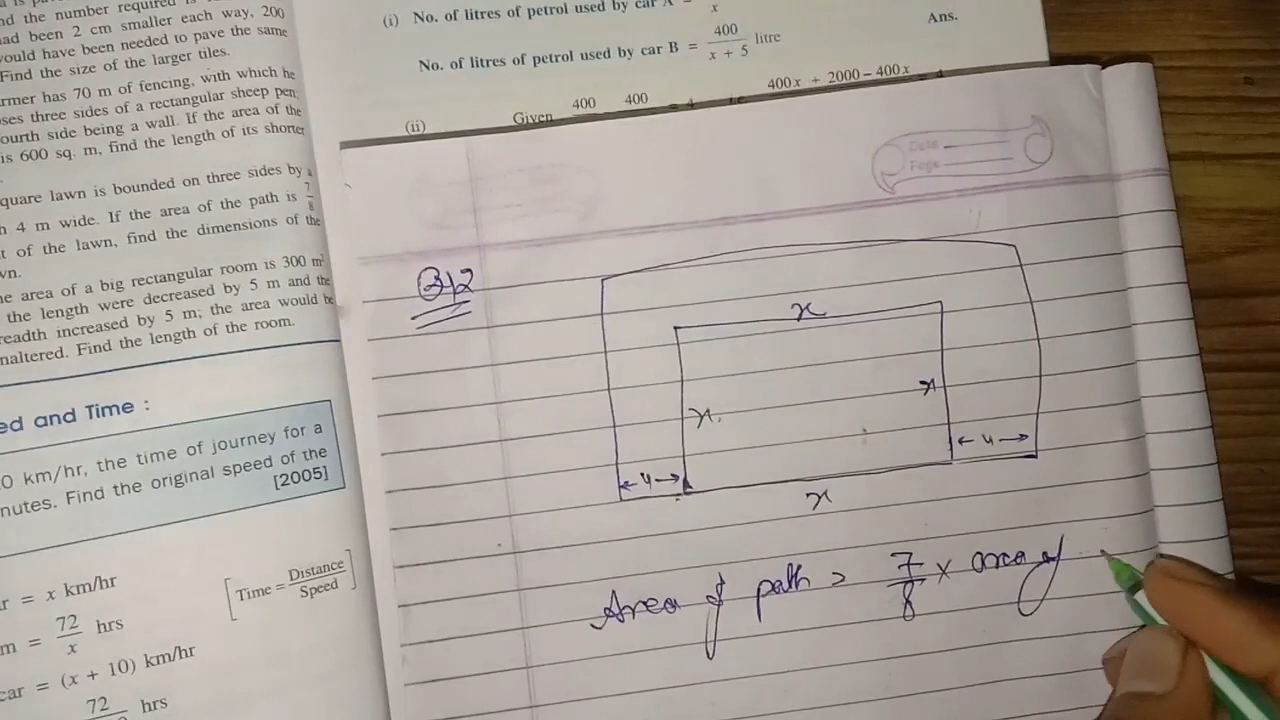 nd the number required
ad been 2 cm smaller each way, 200
ould have been needed to pave the same
Find the size of the larger tiles.
rmer has 70 m of fencing, with which he
ses three sides of a rectangular sheep pen;
ourth side being a wall. If the area of the
is 600 sq. m, find the length of its shorter
quare lawn is bounded on three sides by a
h 4 m wide. If the area of the path is 7/8
t of the lawn, find the dimensions of the
wn.
he area of a big rectangular room is 300 m²
the length were decreased by 5 m and the
readth increased by 5 m; the area would be
naltered. Find the length of the room.
ed and Time :
0 km/hr, the time of journey for a
nutes. Find the original speed of the
[2005]
r = x km/hr
[Time = Distance/Speed]
m = 72/x hrs
car = (x + 10) km/hr
72 hrs
(i) No. of litres of petrol used by car A = x
Ans.
No. of litres of petrol used by car B = 400/(x + 5) litre
(ii) Given 400 400 = 4 i.e. 400x + 2000 – 400x = 4
Date
Page
Q12
x
x
x
4
4
x
Area of path = 7/8 × area of